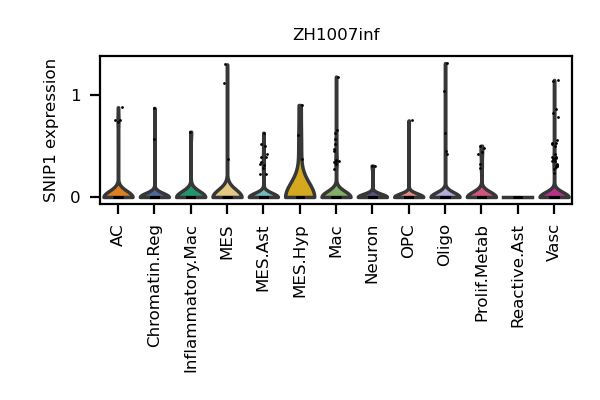 ZH1007inf
SNIP1 expression
1
0
AC
Chromatin.Reg
Inflammatory.Mac
MES
MES.Ast
MES.Hyp
Mac
Neuron
OPC
Oligo
Prolif.Metab
Reactive.Ast
Vasc